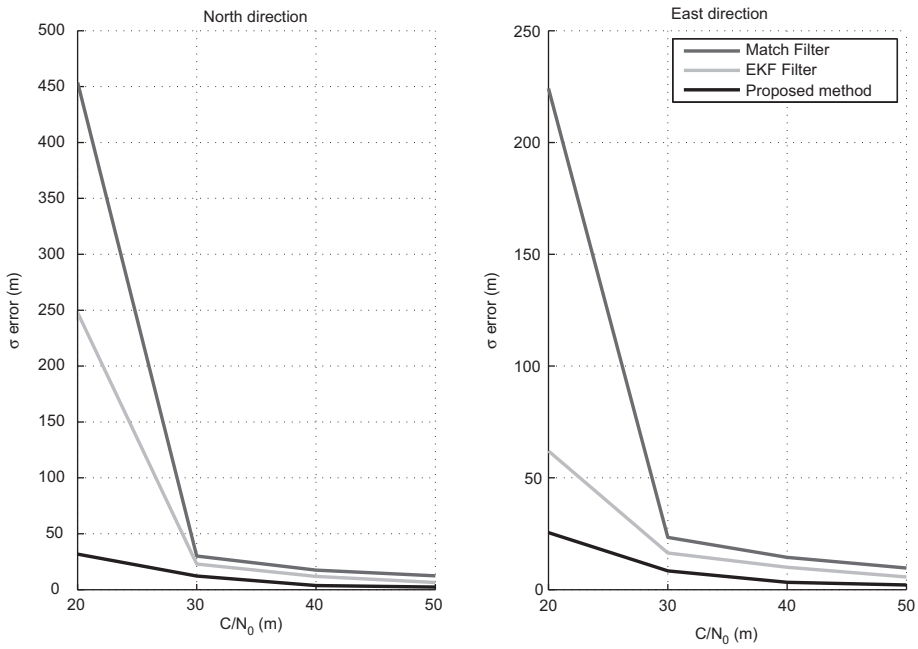 North direction
500
450
400
350
300
250
200
150
100
50
0
σ error (m)
20 30 40 50
C/N0 (m)
East direction
250
200
150
100
50
0
σ error (m)
20 30 40 50
C/N0 (m)
Match Filter
EKF Filter
Proposed method